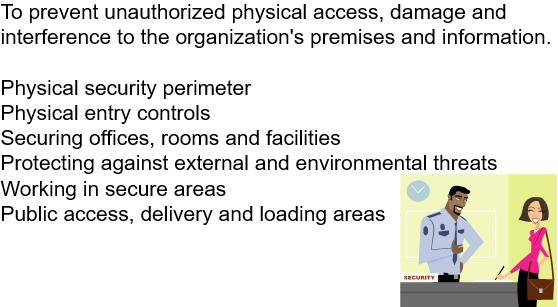 To prevent unauthorized physical access, damage and
interference to the organization's premises and information.
Physical security perimeter
Physical entry controls
Securing offices, rooms and facilities
Protecting against external and environmental threats
Working in secure areas
Public access, delivery and loading areas
SECURITY